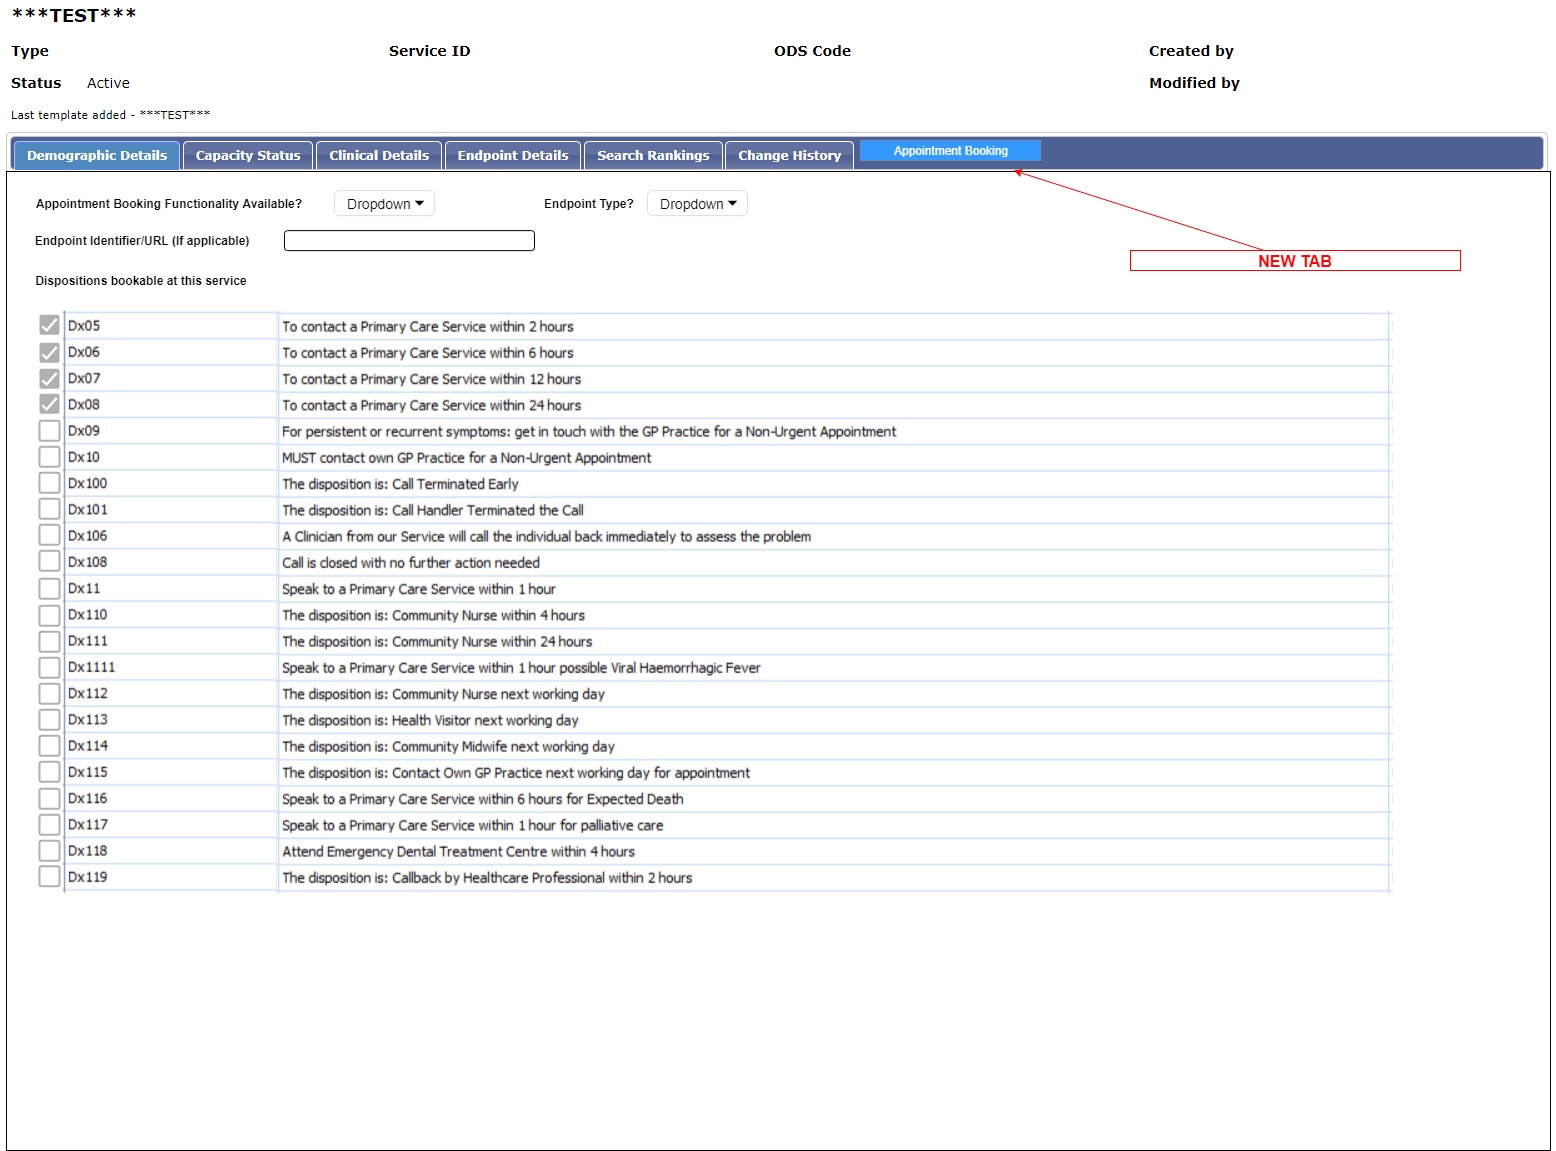 ***TEST***
Type Service ID ODS Code Created by
Status Active Modified by
Last template added - ***TEST***
Demographic Details Capacity Status Clinical Details Endpoint Details Search Rankings Change History Appointment Booking
Appointment Booking Functionality Available? Dropdown Endpoint Type? Dropdown
Endpoint Identifier/URL (If applicable)
NEW TAB
Dispositions bookable at this service
Dx05 To contact a Primary Care Service within 2 hours
Dx06 To contact a Primary Care Service within 6 hours
Dx07 To contact a Primary Care Service within 12 hours
Dx08 To contact a Primary Care Service within 24 hours
Dx09 For persistent or recurrent symptoms: get in touch with the GP Practice for a Non-Urgent Appointment
Dx10 MUST contact own GP Practice for a Non-Urgent Appointment
Dx100 The disposition is: Call Terminated Early
Dx101 The disposition is: Call Handler Terminated the Call
Dx106 A Clinician from our Service will call the individual back immediately to assess the problem
Dx108 Call is closed with no further action needed
Dx11 Speak to a Primary Care Service within 1 hour
Dx110 The disposition is: Community Nurse within 4 hours
Dx111 The disposition is: Community Nurse within 24 hours
Dx1111 Speak to a Primary Care Service within 1 hour possible Viral Haemorrhagic Fever
Dx112 The disposition is: Community Nurse next working day
Dx113 The disposition is: Health Visitor next working day
Dx114 The disposition is: Community Midwife next working day
Dx115 The disposition is: Contact Own GP Practice next working day for appointment
Dx116 Speak to a Primary Care Service within 6 hours for Expected Death
Dx117 Speak to a Primary Care Service within 1 hour for palliative care
Dx118 Attend Emergency Dental Treatment Centre within 4 hours
Dx119 The disposition is: Callback by Healthcare Professional within 2 hours